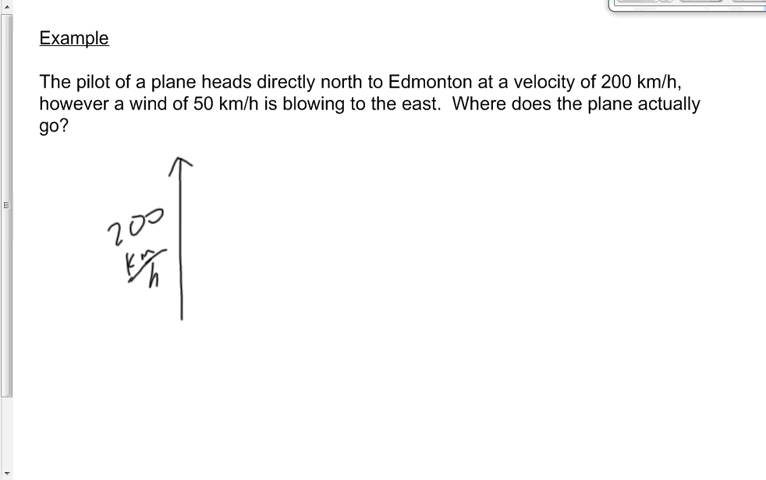 Example
The pilot of a plane heads directly north to Edmonton at a velocity of 200 km/h,
however a wind of 50 km/h is blowing to the east.  Where does the plane actually
go?
200
km/h